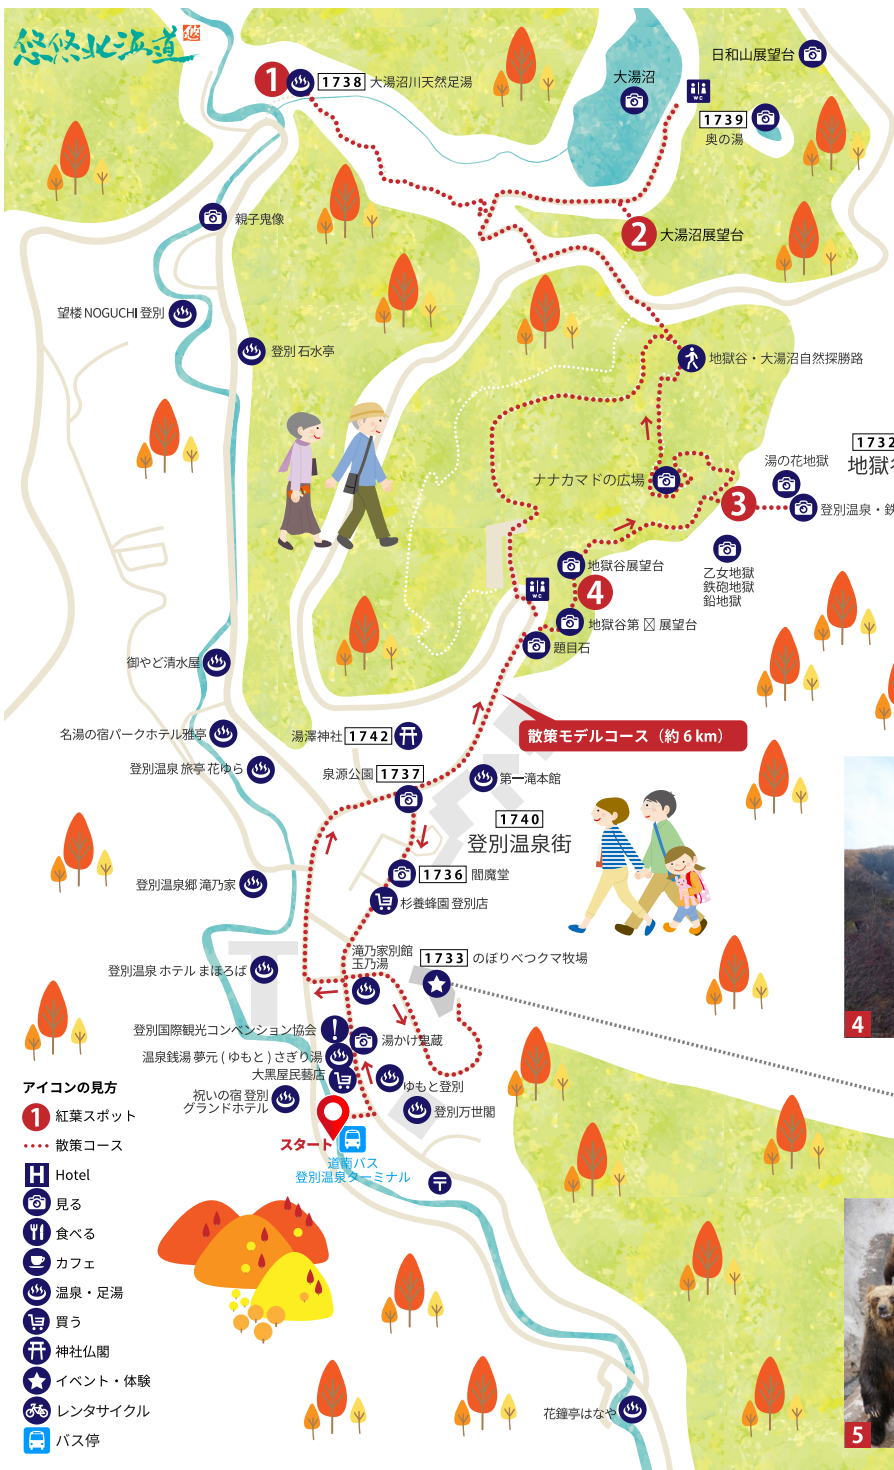 悠悠北海道
悠
1
1738 大湯沼川天然足湯
日和山展望台
大湯沼
WC
1739
奥の湯
親子鬼像
2
大湯沼展望台
望楼 NOGUCHI 登別
登別 石水亭
地獄谷・大湯沼自然探勝路
1732
湯の花地獄
ナナカマドの広場
3
登別温泉・
乙女地獄
鉄砲地獄
鉛地獄
地獄谷展望台
WC
4
地獄谷第 展望台
題目石
御やど清水屋
名湯の宿パークホテル雅亭
湯澤神社 1742
散策モデルコース（約 6 km）
登別温泉 旅亭 花ゆら
泉源公園 1737
第一滝本館
1740
登別温泉街
登別温泉郷 滝乃家
1736 閻魔堂
杉養蜂園 登別店
滝乃家別館
玉乃湯
1733 のぼりべつクマ牧場
登別温泉 ホテル まほろば
登別国際観光コンベンション協会
湯かけ鬼蔵
温泉銭湯 夢元 ( ゆもと ) さぎり湯
大黒屋民藝店
ゆもと登別
祝いの宿 登別
グランドホテル
登別万世閣
スタート
道南バス
登別温泉ターミナル
〒
花鐘亭はなや
アイコンの見方
1 紅葉スポット
散策コース
H Hotel
見る
食べる
カフェ
温泉・足湯
買う
神社仏閣
イベント・体験
レンタサイクル
バス停
4
5